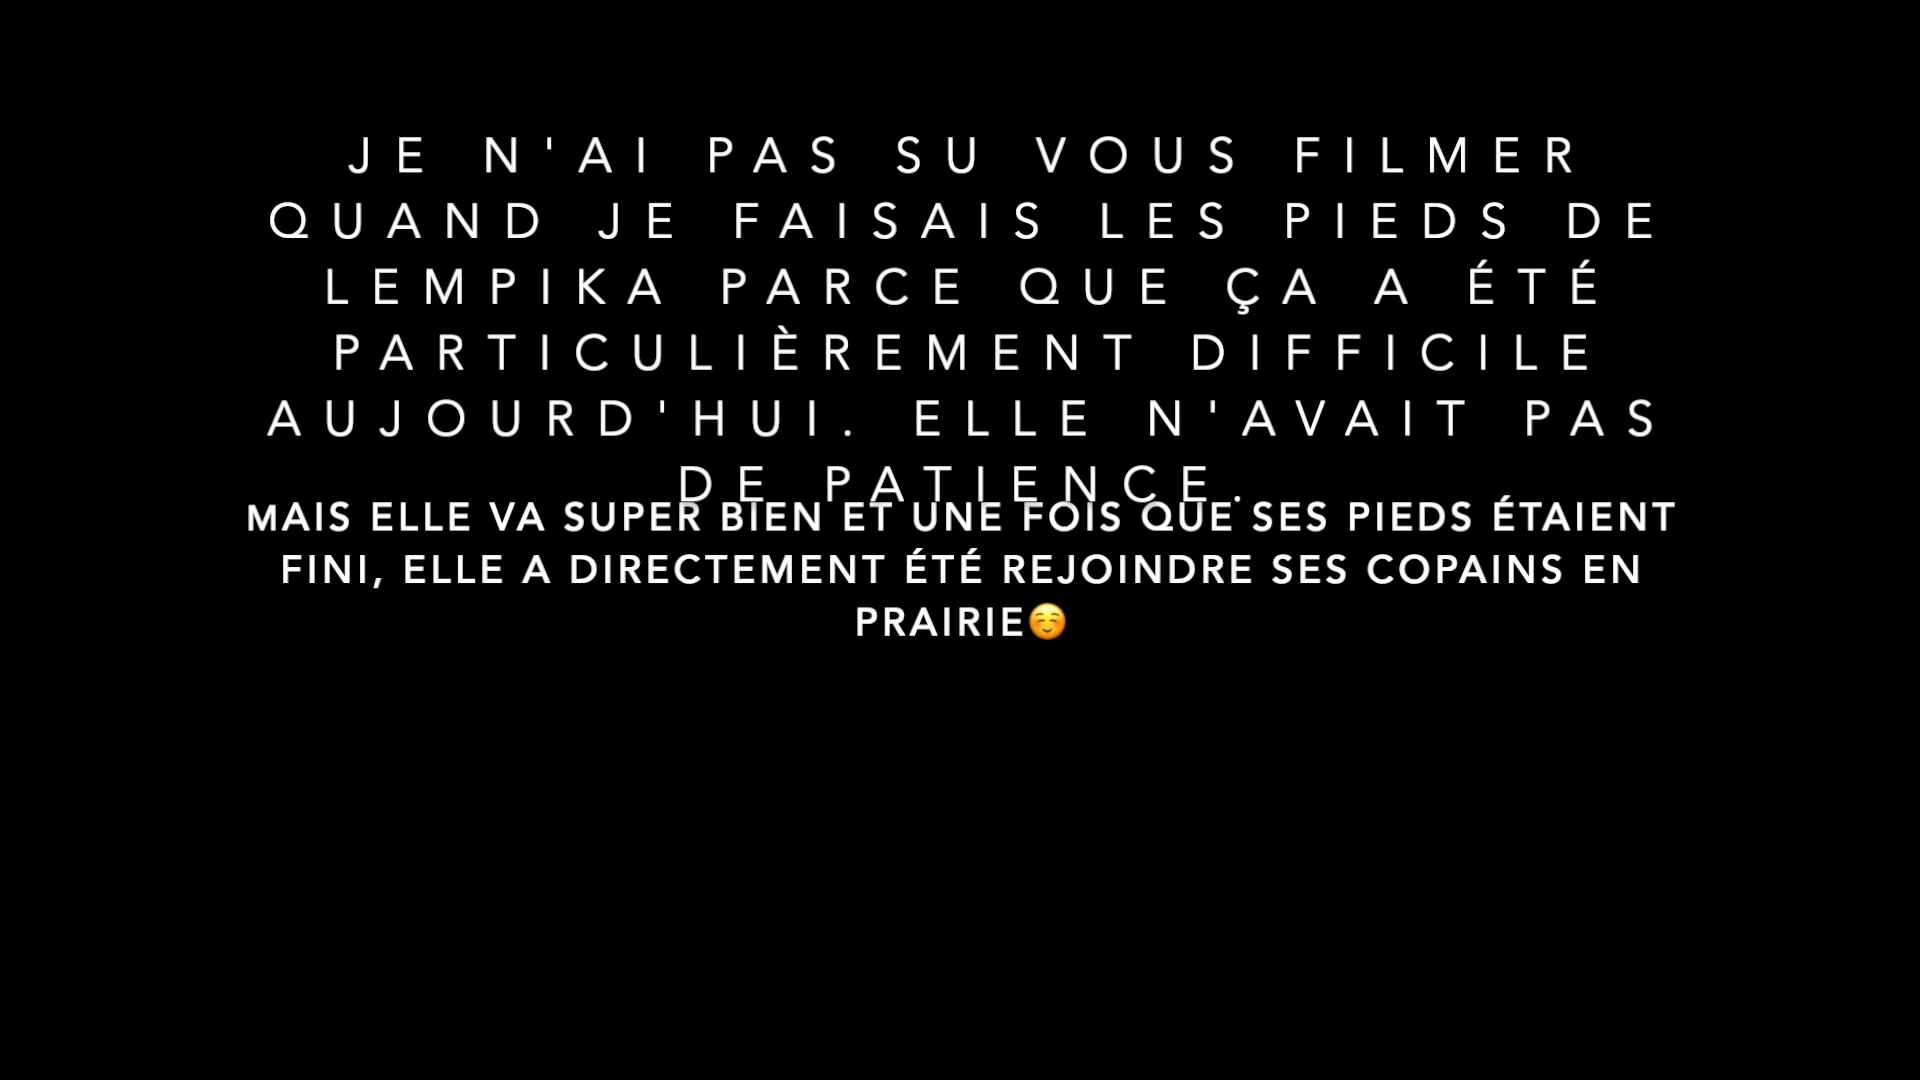 JE N'AI PAS SU VOUS FILMER
QUAND JE FAISAIS LES PIEDS DE
LEMPIKA PARCE QUE ÇA A ÉTÉ
PARTICULIÈREMENT DIFFICILE
AUJOURD'HUI. ELLE N'AVAIT PAS
DE PATIENCE.
MAIS ELLE VA SUPER BIEN ET UNE FOIS QUE SES PIEDS ÉTAIENT
FINI, ELLE A DIRECTEMENT ÉTÉ REJOINDRE SES COPAINS EN
PRAIRIE☺️